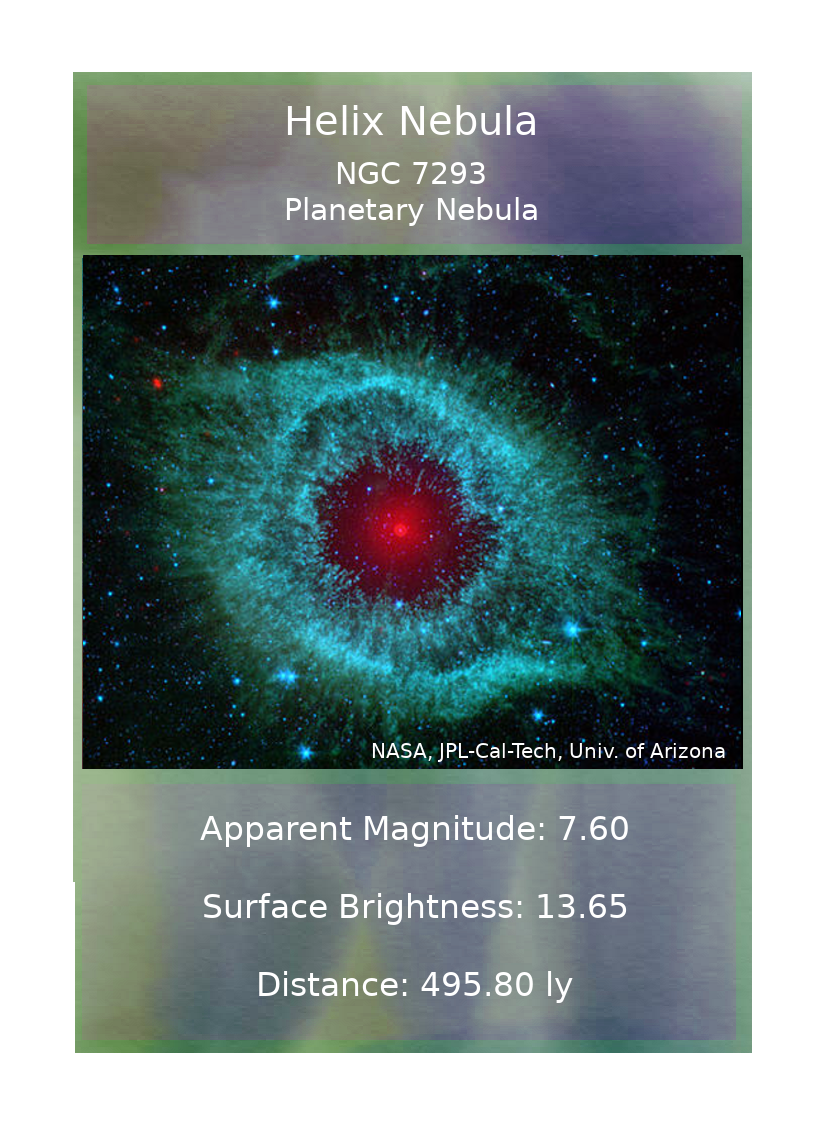 Helix Nebula
NGC 7293
Planetary Nebula
NASA, JPL-Cal-Tech, Univ. of Arizona
Apparent Magnitude: 7.60
Surface Brightness: 13.65
Distance: 495.80 ly